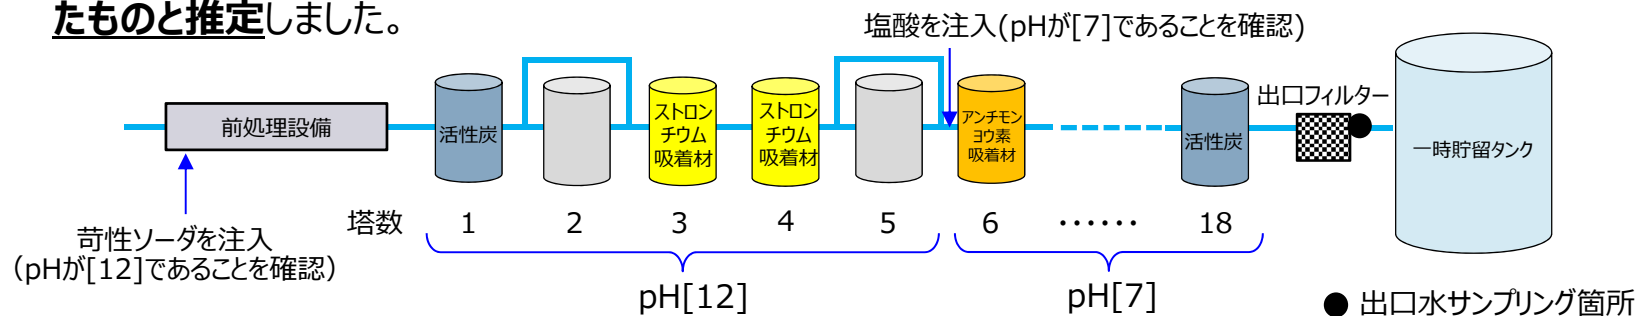 たものと推定しました。
塩酸を注入(pHが[7]であることを確認)
前処理設備
活性炭
ストロン
チウム
吸着材
ストロン
チウム
吸着材
アンチモン
ヨウ素
吸着材
活性炭
出口フィルター
一時貯留タンク
塔数 1 2 3 4 5 6 ‥‥‥ 18
苛性ソーダを注入
(pHが[12]であることを確認)
pH[12]
pH[7]
● 出口水サンプリング箇所